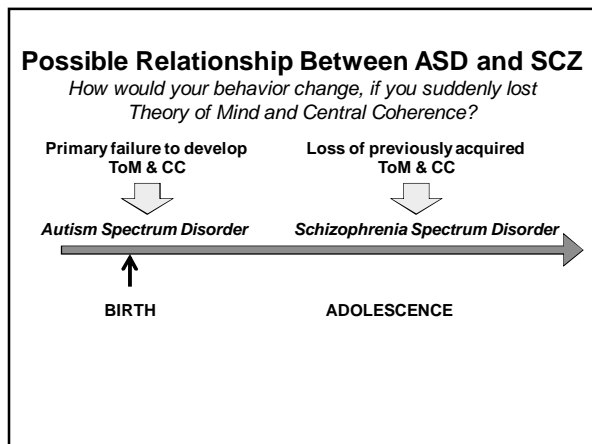 Possible Relationship Between ASD and SCZ
How would your behavior change, if you suddenly lost
Theory of Mind and Central Coherence?
Primary failure to develop
ToM & CC
Loss of previously acquired
ToM & CC
Autism Spectrum Disorder
Schizophrenia Spectrum Disorder
BIRTH
ADOLESCENCE